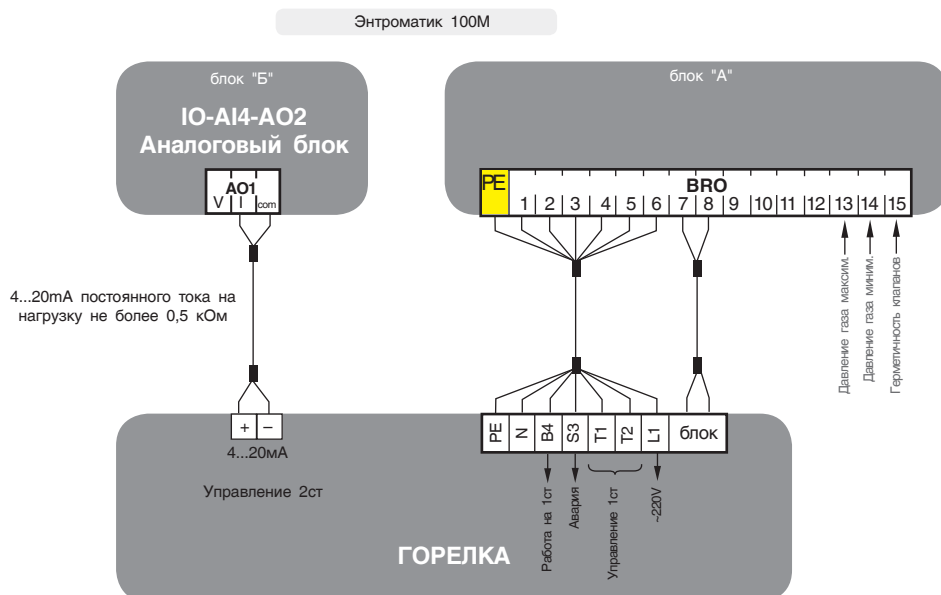 Энтроматик 100М
блок "Б"
IO-AI4-AO2
Аналоговый блок
AO1
V I com
блок "А"
PE
BRO
1 2 3 4 5 6 7 8 9 10 11 12 13 14 15
Давление газа максим.
Давление газа миним.
Герметичность клапанов
4...20mA постоянного тока на
нагрузку не более 0,5 кОм
+ –
4...20мА
Управление 2ст
PE N B4 S3 T1 T2 L1 блок
Работа на 1ст
Авария
Управление 1ст
~220V
ГОРЕЛКА